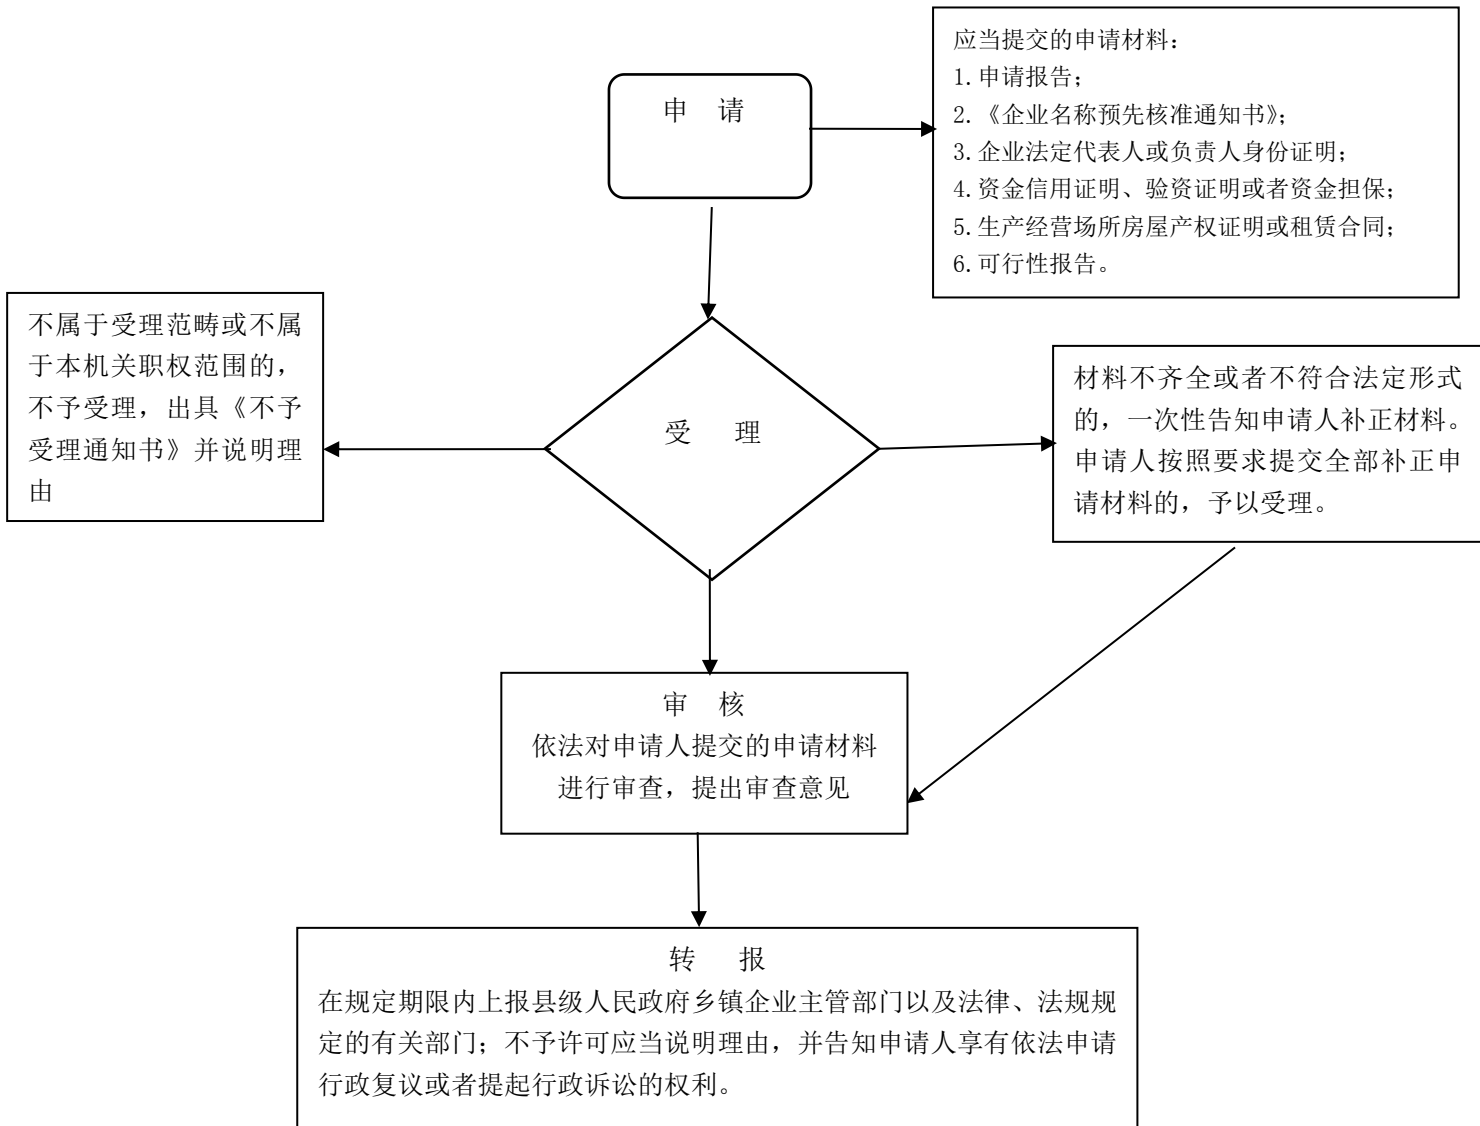 申 请
应当提交的申请材料：
1.申请报告；
2.《企业名称预先核准通知书》；
3.企业法定代表人或负责人身份证明；
4.资金信用证明、验资证明或者资金担保；
5.生产经营场所房屋产权证明或租赁合同；
6.可行性报告。
不属于受理范畴或不属
于本机关职权范围的，
不予受理，出具《不予
受理通知书》并说明理
由
受 理
材料不齐全或者不符合法定形式
的，一次性告知申请人补正材料。
申请人按照要求提交全部补正申
请材料的，予以受理。
审 核
依法对申请人提交的申请材料
进行审查，提出审查意见
转 报
在规定期限内上报县级人民政府乡镇企业主管部门以及法律、法规规
定的有关部门；不予许可应当说明理由，并告知申请人享有依法申请
行政复议或者提起行政诉讼的权利。